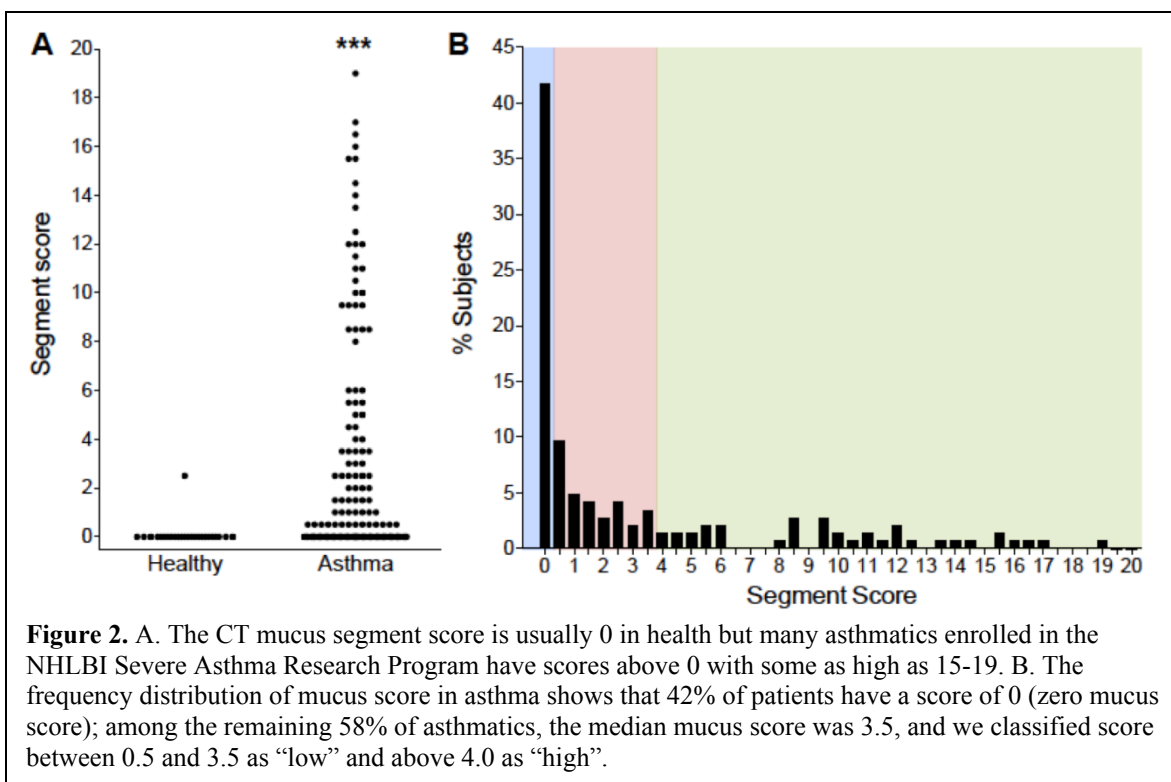 A
***
20
18
16
14
12
10
8
6
4
2
0
Segment score
Healthy Asthma
B
45
40
35
30
25
20
15
10
5
0
% Subjects
0 1 2 3 4 5 6 7 8 9 10 11 12 13 14 15 16 17 18 19 20
Segment Score
Figure 2. A. The CT mucus segment score is usually 0 in health but many asthmatics enrolled in the
NHLBI Severe Asthma Research Program have scores above 0 with some as high as 15-19. B. The
frequency distribution of mucus score in asthma shows that 42% of patients have a score of 0 (zero mucus
score); among the remaining 58% of asthmatics, the median mucus score was 3.5, and we classified score
between 0.5 and 3.5 as “low” and above 4.0 as “high”.